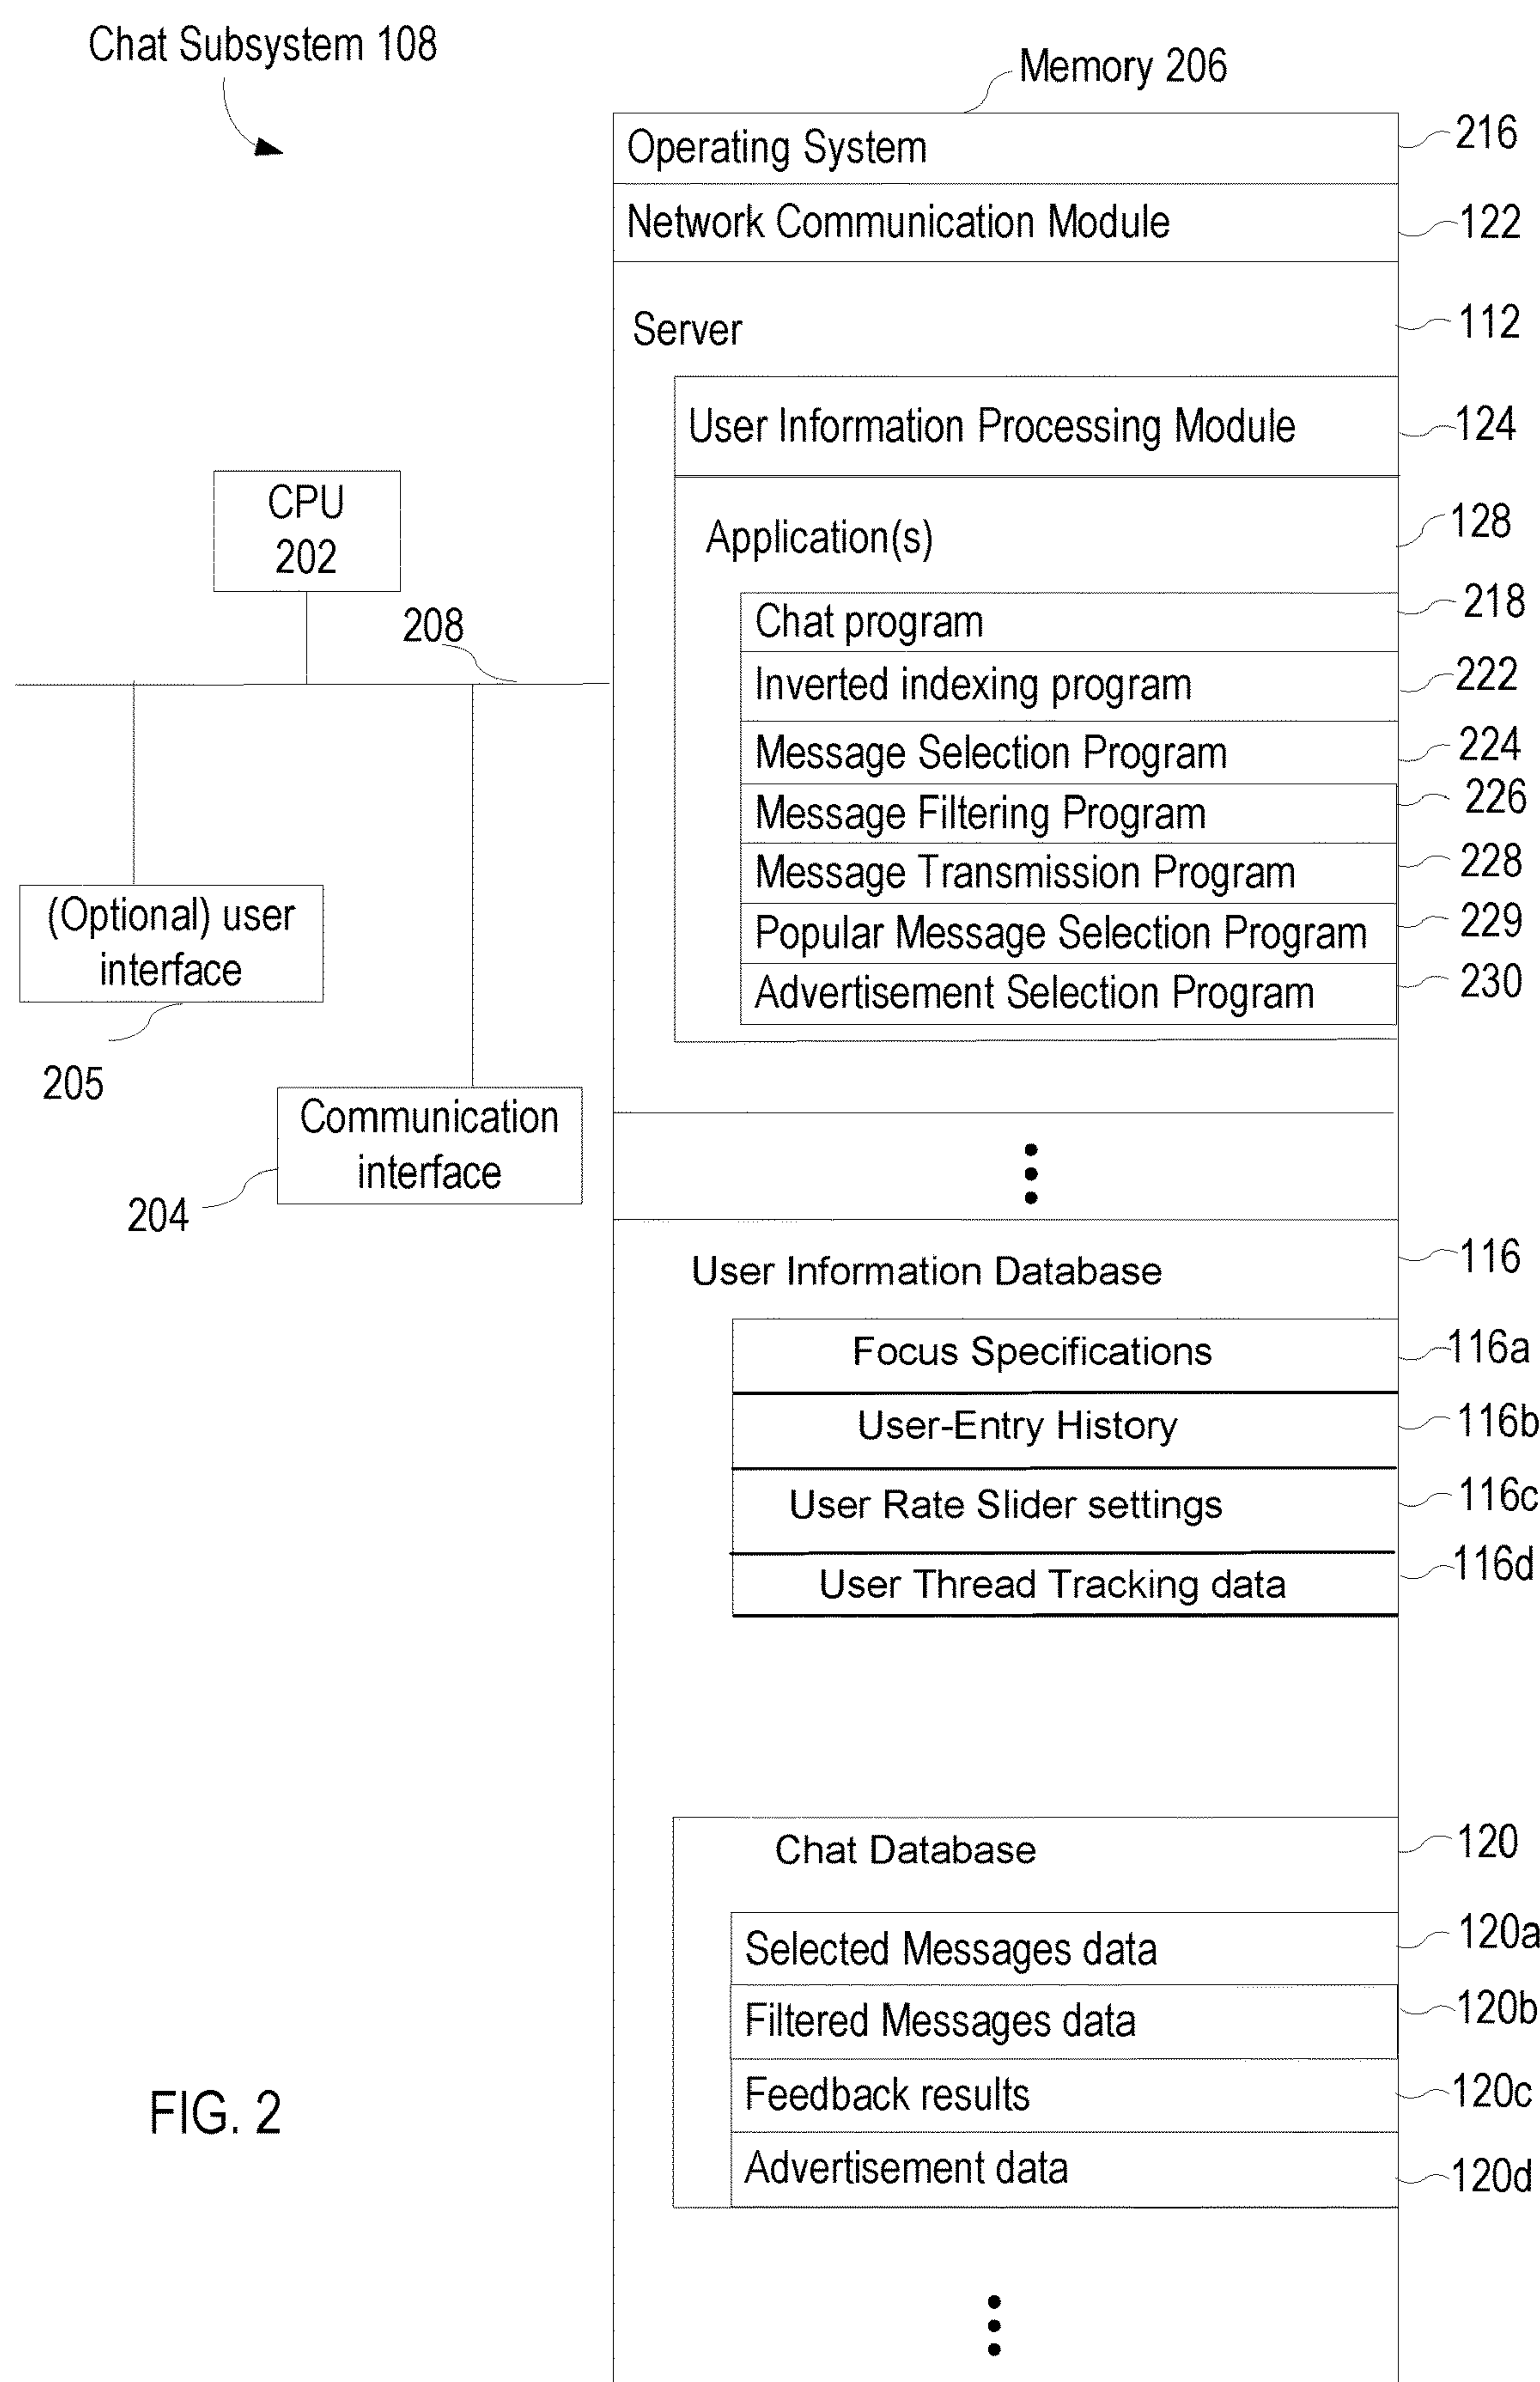 Chat Subsystem 108
Memory 206
Operating System 216
Network Communication Module 122
Server 112
User Information Processing Module 124
Application(s) 128
Chat program 218
Inverted indexing program 222
Message Selection Program 224
Message Filtering Program 226
Message Transmission Program 228
Popular Message Selection Program 229
Advertisement Selection Program 230
CPU
202
208
(Optional) user
interface
205
Communication
interface
204
User Information Database 116
Focus Specifications 116a
User-Entry History 116b
User Rate Slider settings 116c
User Thread Tracking data 116d
Chat Database 120
Selected Messages data 120a
Filtered Messages data 120b
Feedback results 120c
Advertisement data 120d
FIG. 2